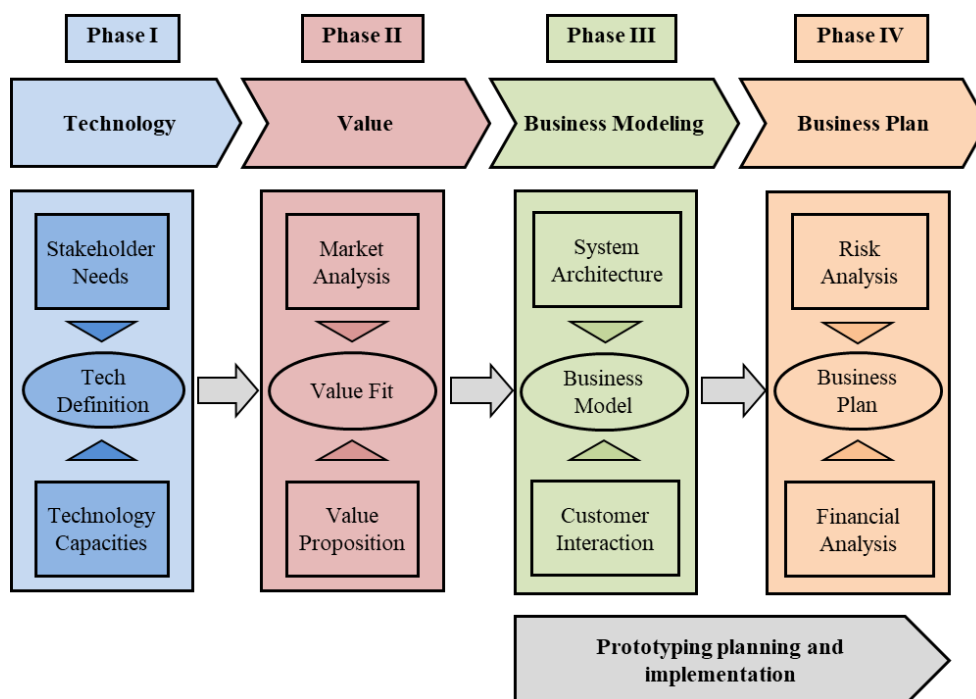 Phase I
Phase II
Phase III
Phase IV
Technology
Value
Business Modeling
Business Plan
Stakeholder
Needs
Market
Analysis
System
Architecture
Risk
Analysis
Tech
Definition
Value Fit
Business
Model
Business
Plan
Technology
Capacities
Value
Proposition
Customer
Interaction
Financial
Analysis
Prototyping planning and
implementation